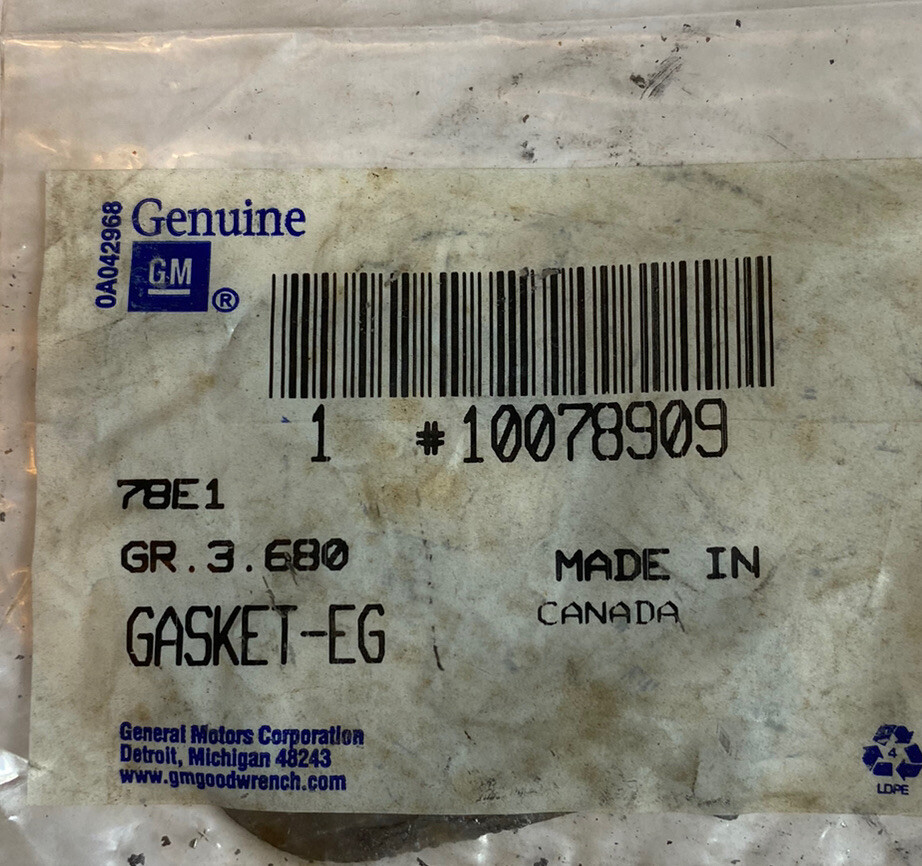 0A042968
Genuine
GM®
1 #10078909
78E1
GR.3.680
MADE IN
CANADA
GASKET-EG
General Motors Corporation
Detroit, Michigan 48243
www.gmgoodwrench.com
4
LDPE